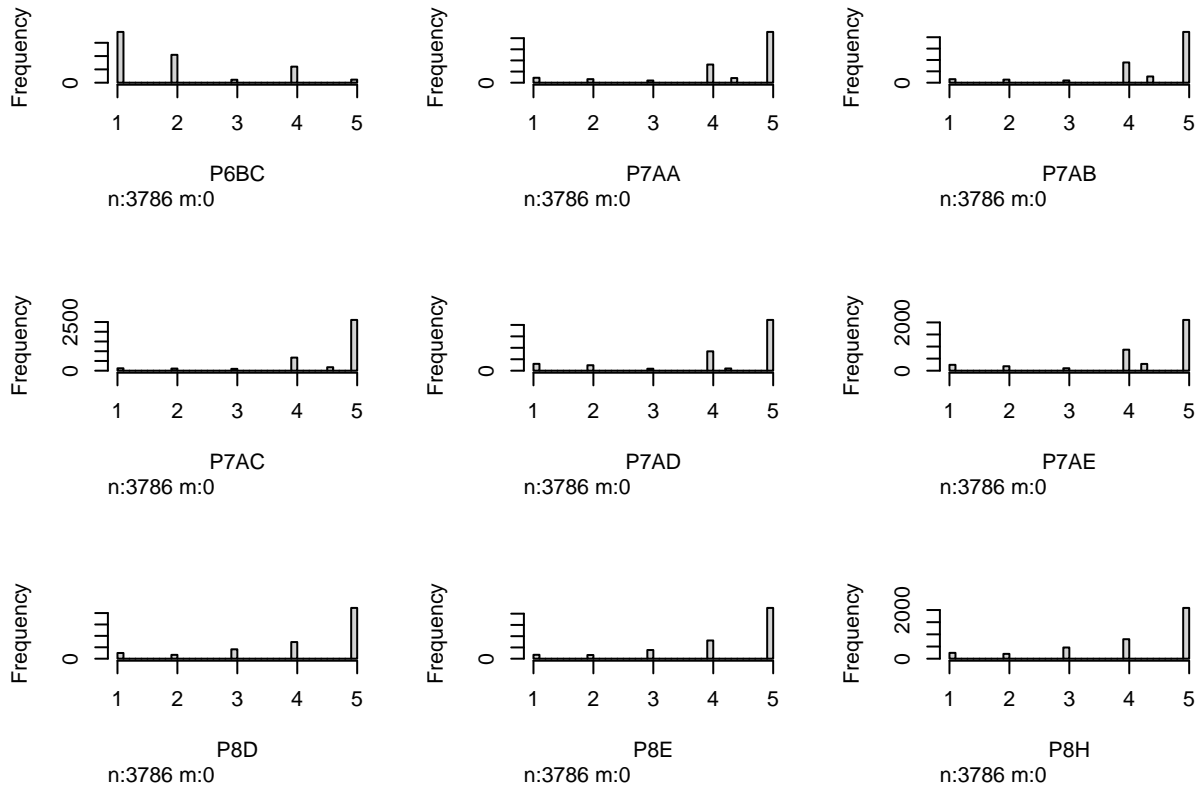 Frequency
0
1 2 3 4 5
P6BC
n:3786 m:0
Frequency
0
1 2 3 4 5
P7AA
n:3786 m:0
Frequency
0
1 2 3 4 5
P7AB
n:3786 m:0
Frequency
0 2500
1 2 3 4 5
P7AC
n:3786 m:0
Frequency
0
1 2 3 4 5
P7AD
n:3786 m:0
Frequency
0 2000
1 2 3 4 5
P7AE
n:3786 m:0
Frequency
0
1 2 3 4 5
P8D
n:3786 m:0
Frequency
0
1 2 3 4 5
P8E
n:3786 m:0
Frequency
0 2000
1 2 3 4 5
P8H
n:3786 m:0